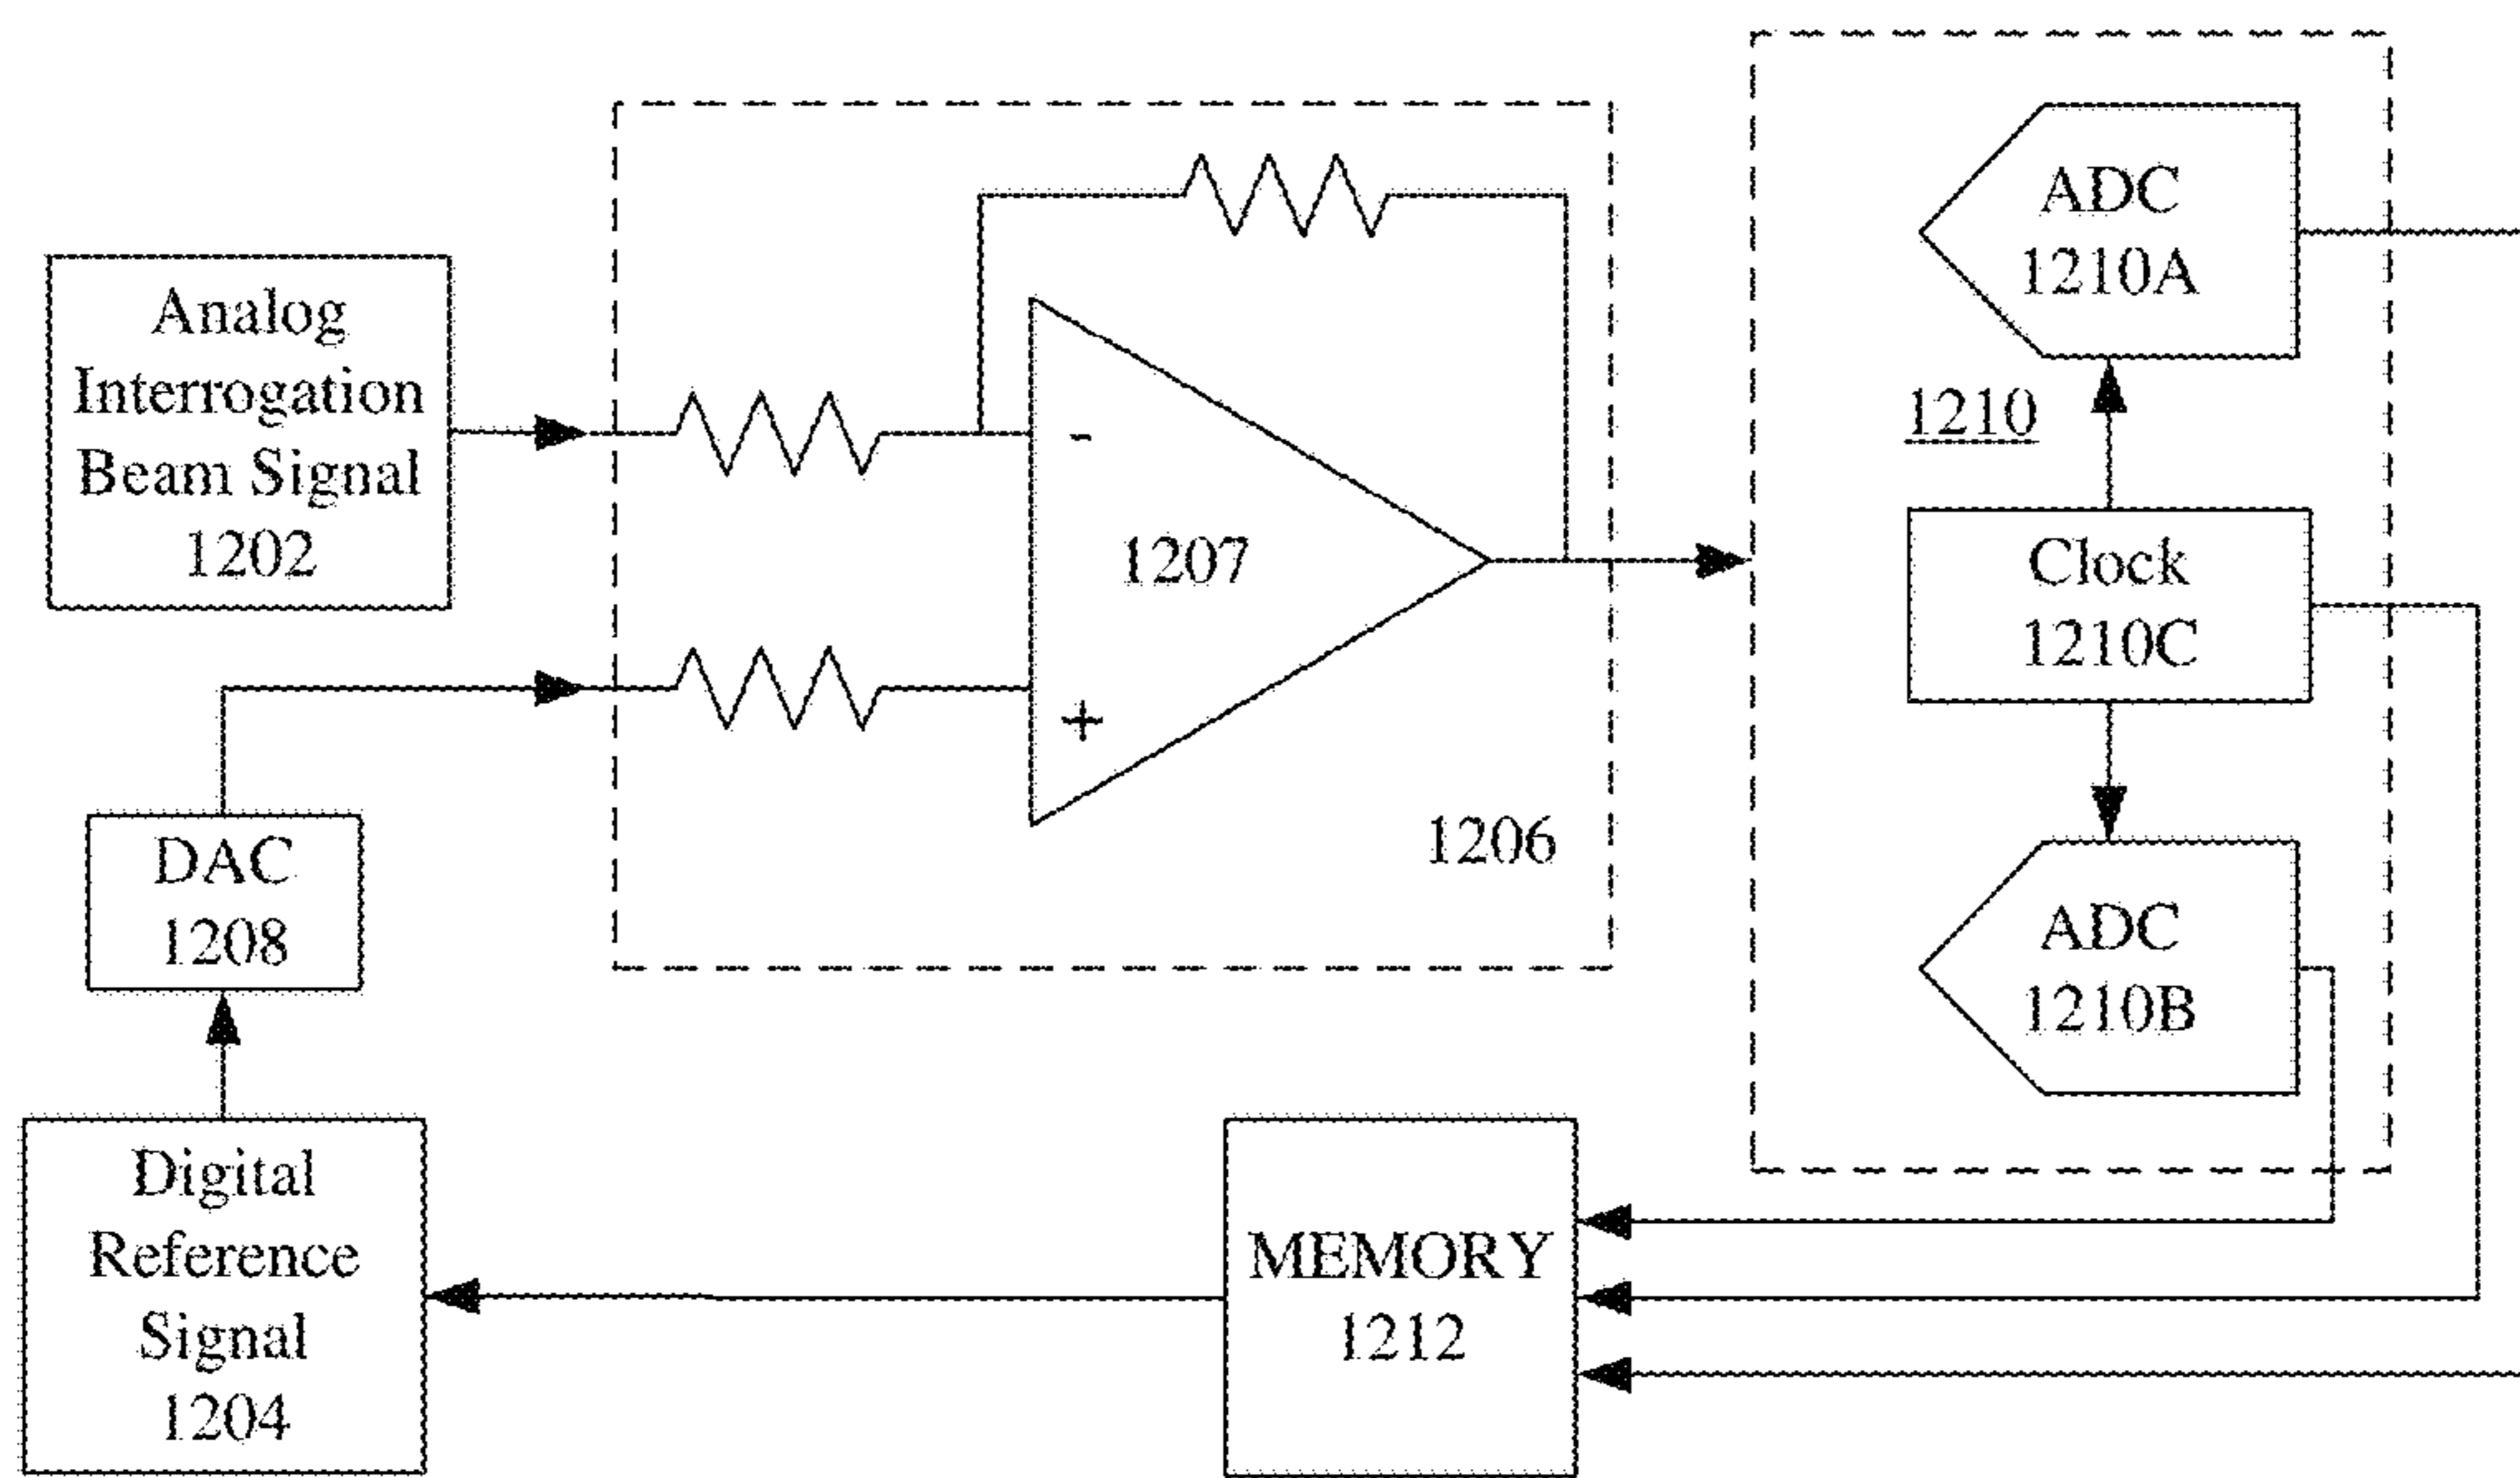 Analog
Interrogation
Beam Signal
1202
DAC
1208
Digital
Reference
Signal
1204
-
+
1207
1206
ADC
1210A
1210
Clock
1210C
ADC
1210B
MEMORY
1212